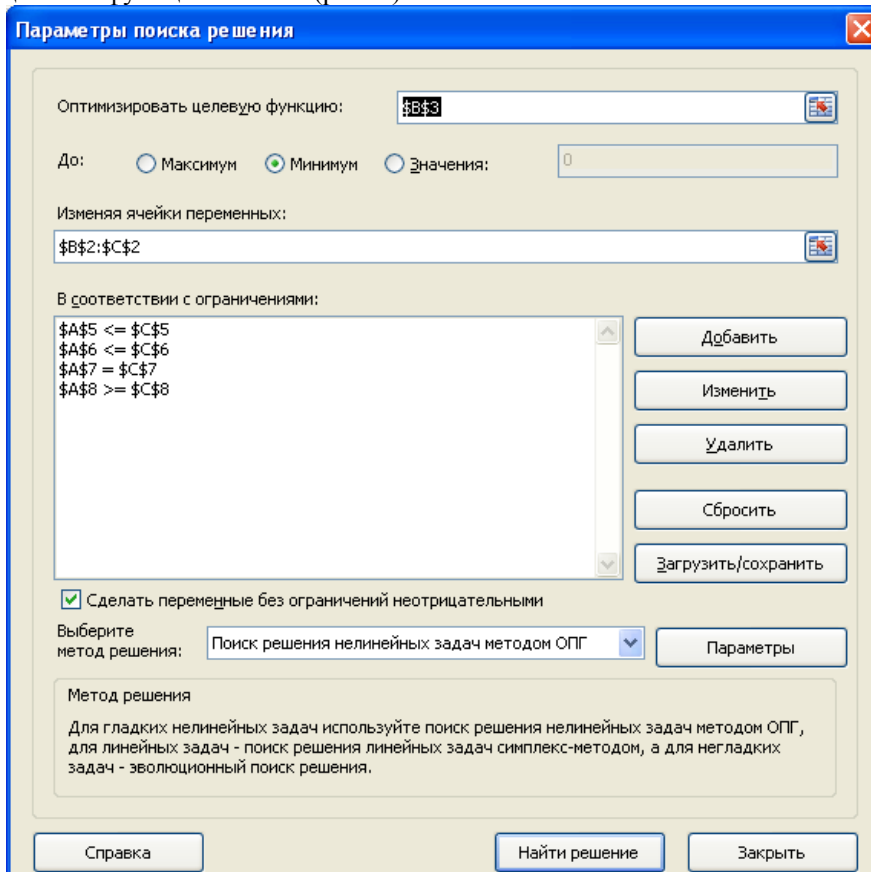 Параметры поиска решения
Оптимизировать целевую функцию: $B$3
До: Максимум Минимум Значения: 0
Изменяя ячейки переменных:
$B$2:$C$2
В соответствии с ограничениями:
$A$5 <= $C$5
$A$6 <= $C$6
$A$7 = $C$7
$A$8 >= $C$8
Добавить
Изменить
Удалить
Сбросить
Загрузить/сохранить
Сделать переменные без ограничений неотрицательными
Выберите
метод решения:
Поиск решения нелинейных задач методом ОПГ
Параметры
Метод решения
Для гладких нелинейных задач используйте поиск решения нелинейных задач методом ОПГ,
для линейных задач - поиск решения линейных задач симплекс-методом, а для негладких
задач - эволюционный поиск решения.
Справка
Найти решение
Закрыть